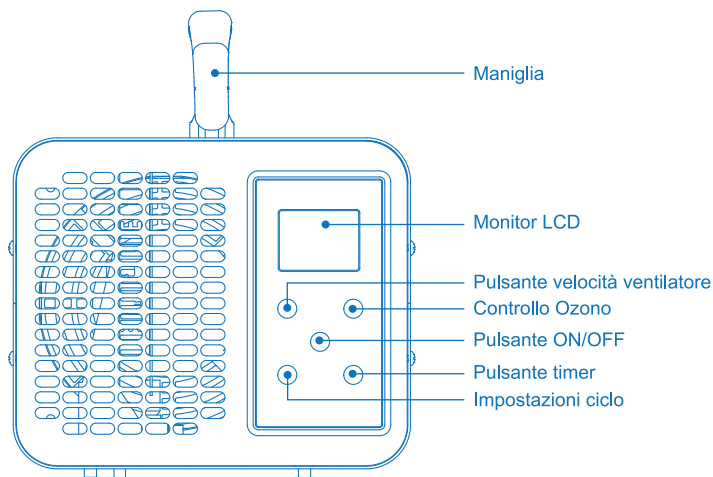 Maniglia
Monitor LCD
Pulsante velocità ventilatore
Controllo Ozono
Pulsante ON/OFF
Pulsante timer
Impostazioni ciclo